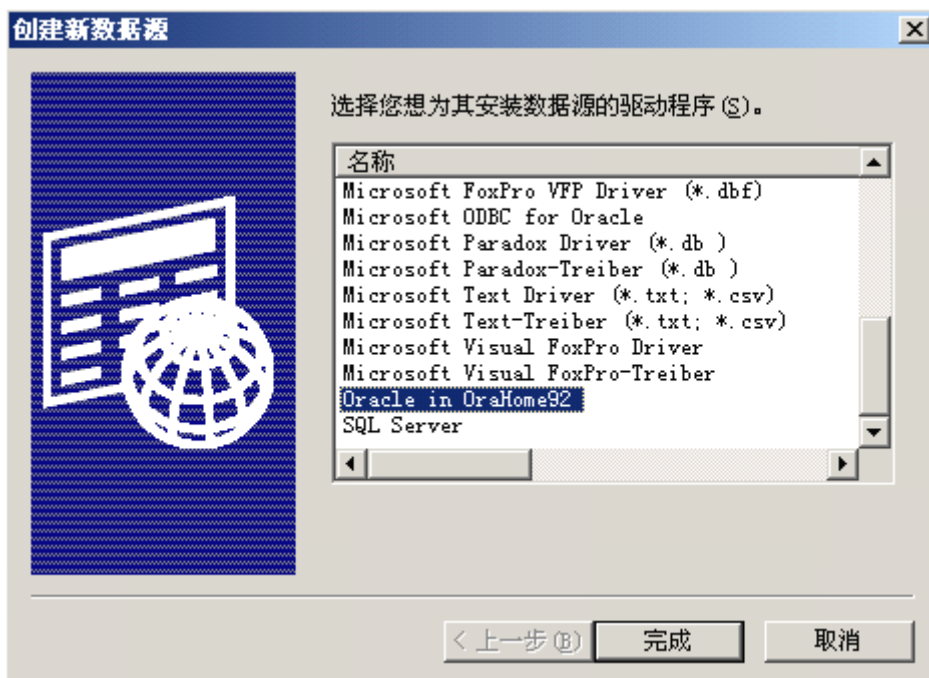 创建新数据源
选择您想为其安装数据源的驱动程序(S)。
名称
Microsoft FoxPro VFP Driver (*.dbf)
Microsoft ODBC for Oracle
Microsoft Paradox Driver (*.db )
Microsoft Paradox-Treiber (*.db )
Microsoft Text Driver (*.txt; *.csv)
Microsoft Text-Treiber (*.txt; *.csv)
Microsoft Visual FoxPro Driver
Microsoft Visual FoxPro-Treiber
Oracle in OraHome92
SQL Server
< 上一步(B) 完成 取消